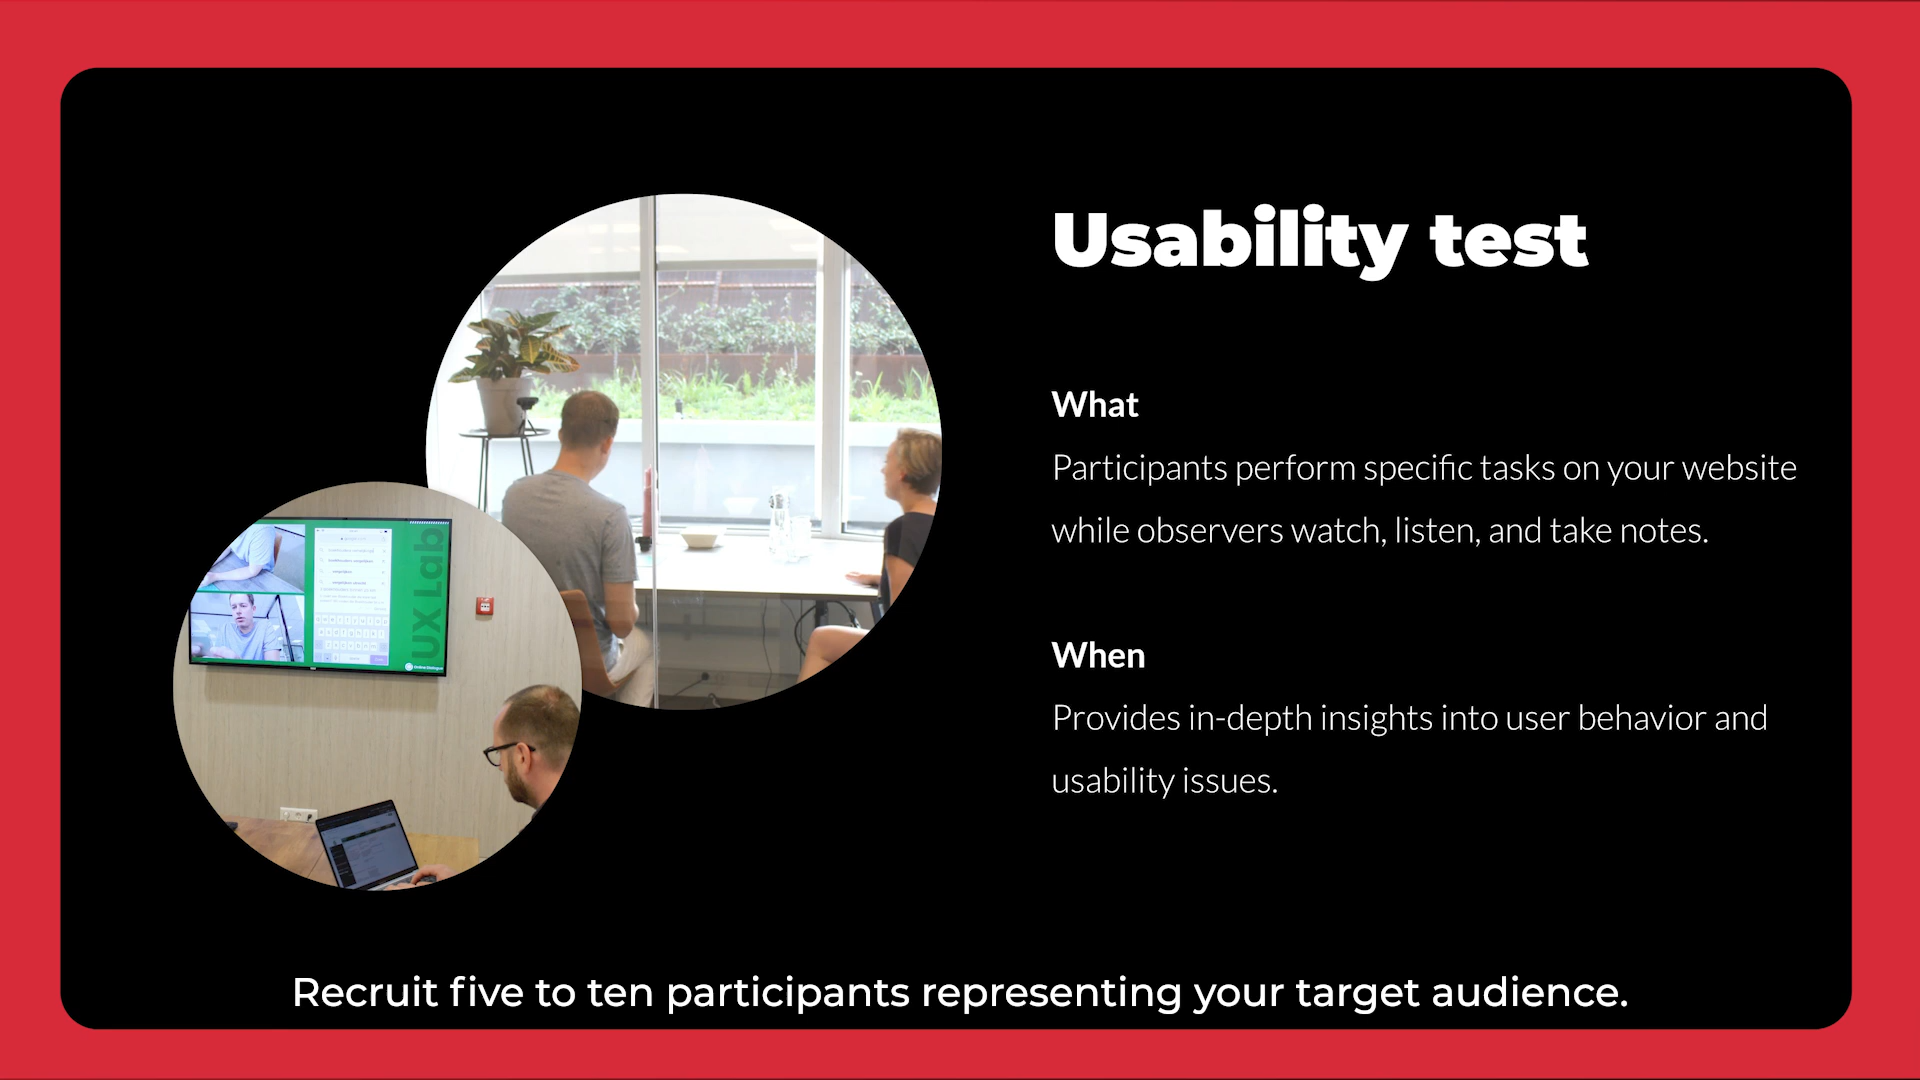 Usability test
What
Participants perform specific tasks on your website
while observers watch, listen, and take notes.
When
Provides in-depth insights into user behavior and
usability issues.
UX Lab
Online Dialogue
Recruit five to ten participants representing your target audience.